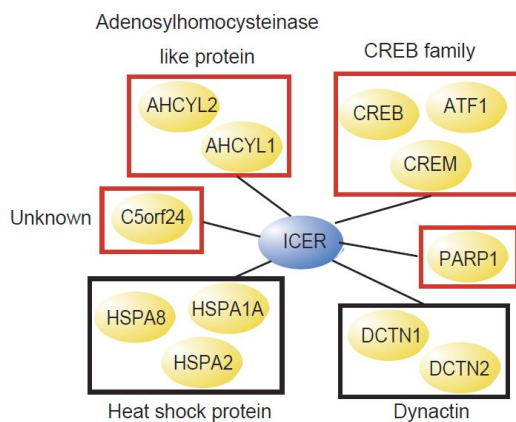 Adenosylhomocysteinase
like protein
CREB family
AHCYL2
AHCYL1
CREB
ATF1
CREM
Unknown
C5orf24
ICER
PARP1
HSPA8
HSPA1A
HSPA2
DCTN1
DCTN2
Heat shock protein
Dynactin